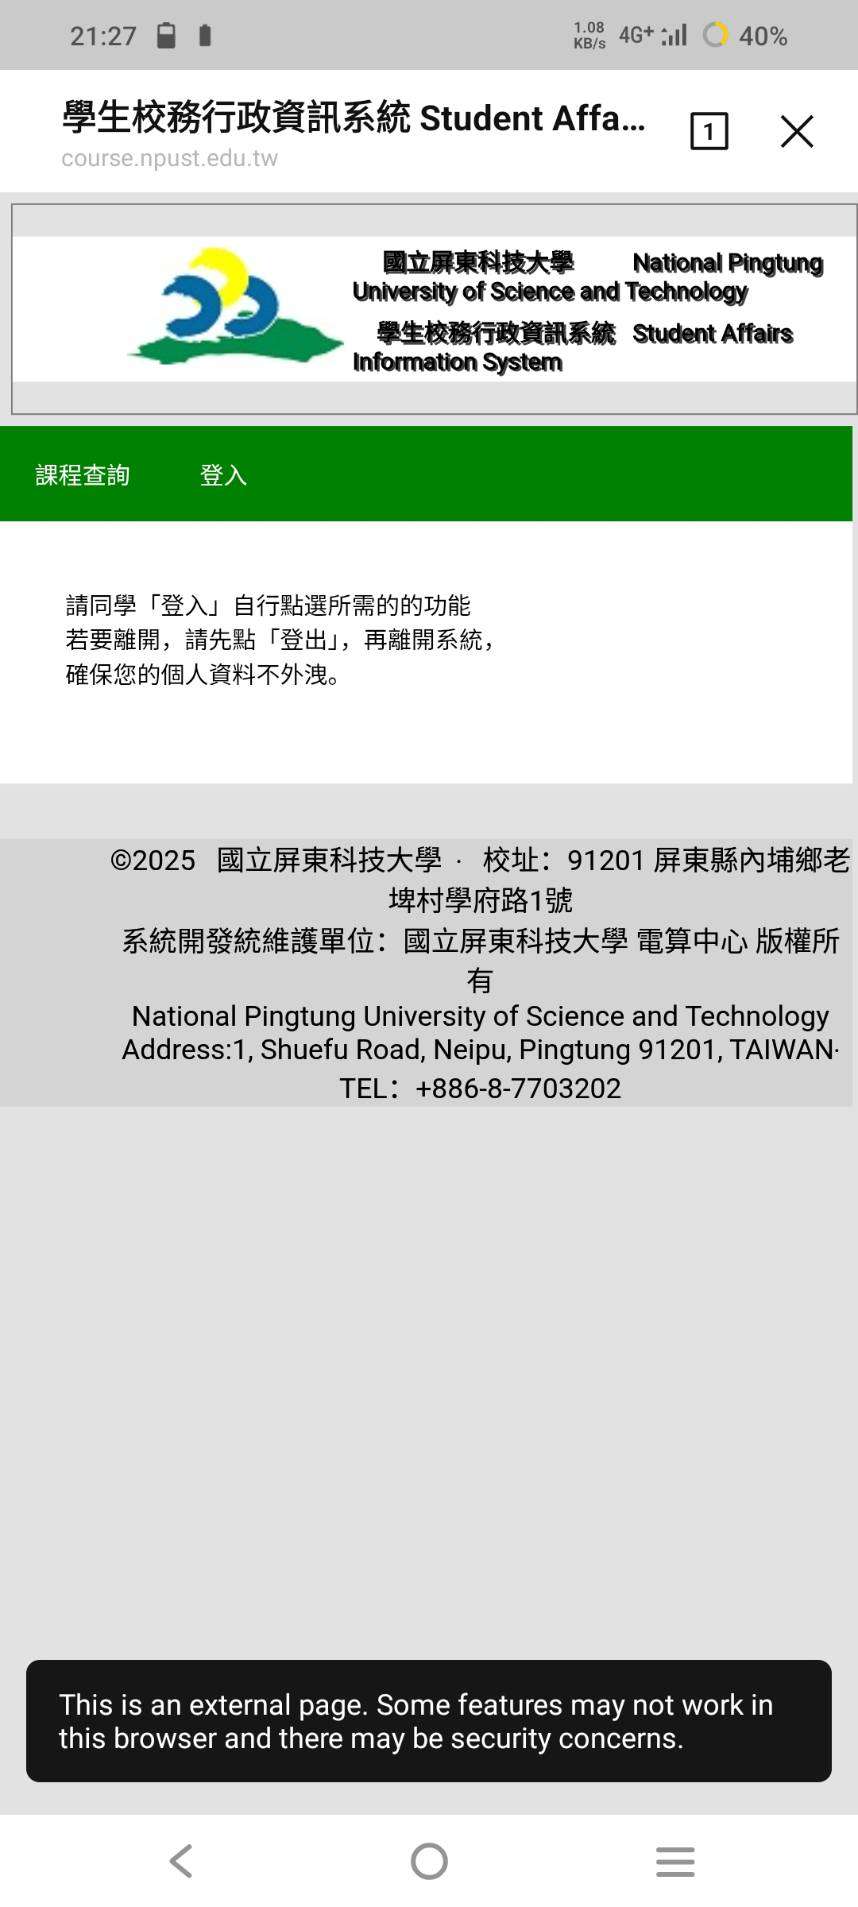 21:27 1.08 KB/s 4G+ 40%
學生校務行政資訊系統 Student Affa...
course.npust.edu.tw
1
國立屏東科技大學 National Pingtung
University of Science and Technology
學生校務行政資訊系統 Student Affairs
Information System
課程查詢 登入
請同學「登入」自行點選所需的的功能
若要離開，請先點「登出」，再離開系統，
確保您的個人資料不外洩。
©2025 國立屏東科技大學 · 校址：91201 屏東縣內埔鄉老
埤村學府路1號
系統開發統維護單位：國立屏東科技大學 電算中心 版權所
有
National Pingtung University of Science and Technology
Address:1, Shuefu Road, Neipu, Pingtung 91201, TAIWAN·
TEL：+886-8-7703202
This is an external page. Some features may not work in
this browser and there may be security concerns.